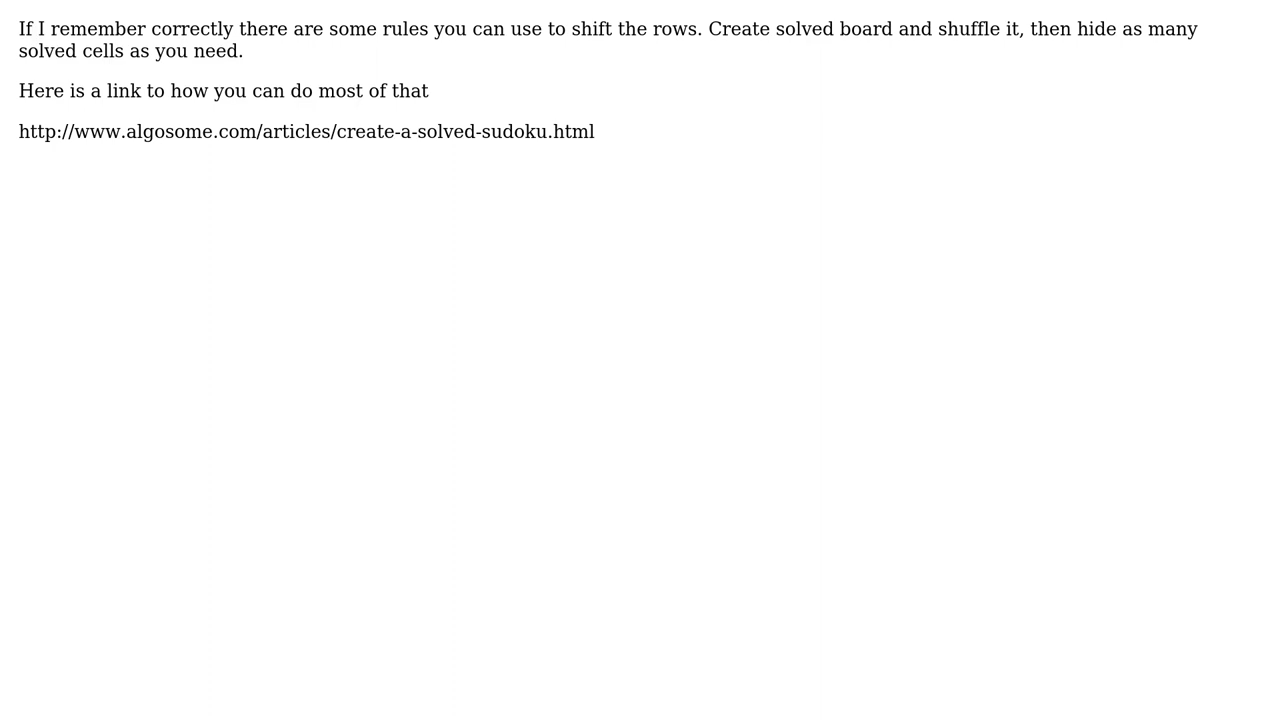 If I remember correctly there are some rules you can use to shift the rows. Create solved board and shuffle it, then hide as many
solved cells as you need.
Here is a link to how you can do most of that
http://www.algosome.com/articles/create-a-solved-sudoku.html